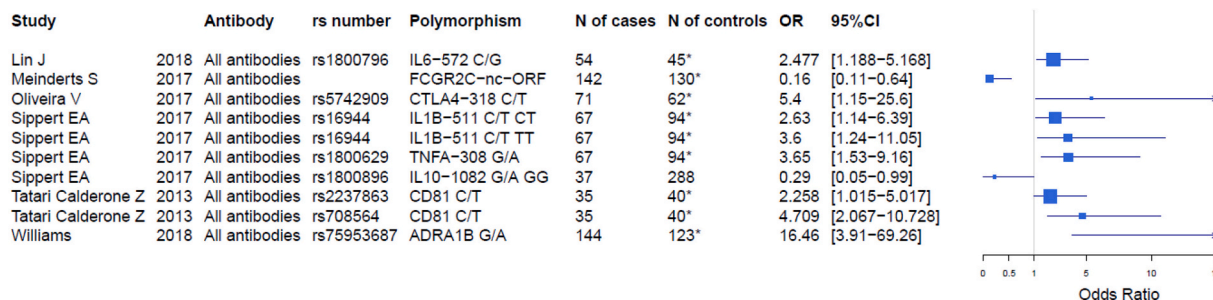 Study Antibody rs number Polymorphism N of cases N of controls OR 95%CI
Lin J 2018 All antibodies rs1800796 IL6−572 C/G 54 45* 2.477 [1.188−5.168]
Meinderts S 2017 All antibodies FCGR2C−nc−ORF 142 130* 0.16 [0.11−0.64]
Oliveira V 2017 All antibodies rs5742909 CTLA4−318 C/T 71 62* 5.4 [1.15−25.6]
Sippert EA 2017 All antibodies rs16944 IL1B−511 C/T CT 67 94* 2.63 [1.14−6.39]
Sippert EA 2017 All antibodies rs16944 IL1B−511 C/T TT 67 94* 3.6 [1.24−11.05]
Sippert EA 2017 All antibodies rs1800629 TNFA−308 G/A 67 94* 3.65 [1.53−9.16]
Sippert EA 2017 All antibodies rs1800896 IL10−1082 G/A GG 37 288 0.29 [0.05−0.99]
Tatari Calderone Z 2013 All antibodies rs2237863 CD81 C/T 35 40* 2.258 [1.015−5.017]
Tatari Calderone Z 2013 All antibodies rs708564 CD81 C/T 35 40* 4.709 [2.067−10.728]
Williams 2018 All antibodies rs75953687 ADRA1B G/A 144 123* 16.46 [3.91−69.26]
0 0.5 1 5 10
Odds Ratio